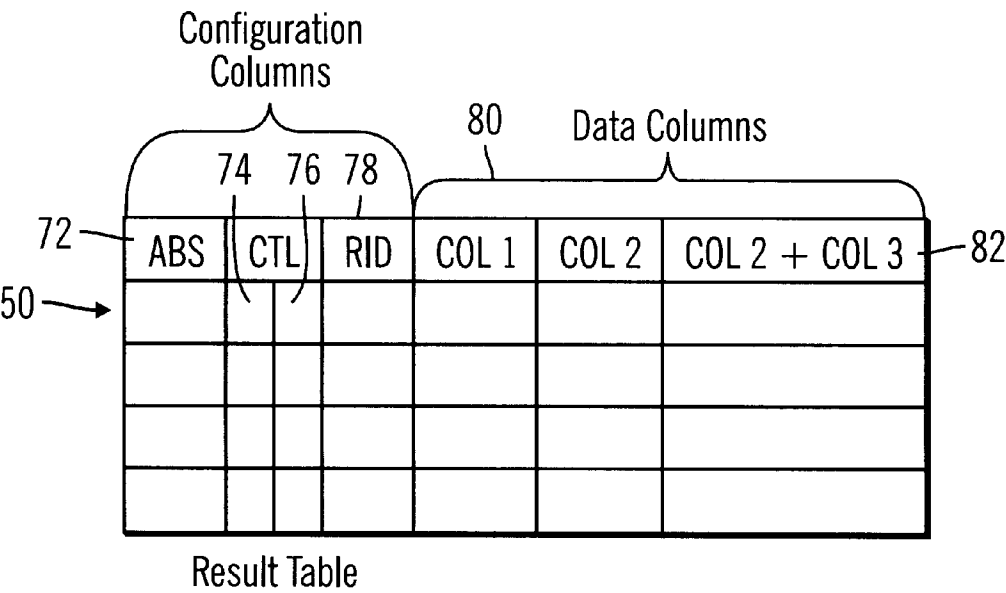 Configuration
Columns
80 Data Columns
74 76 78
72 ABS CTL RID COL 1 COL 2 COL 2 + COL 3 82
50
Result Table